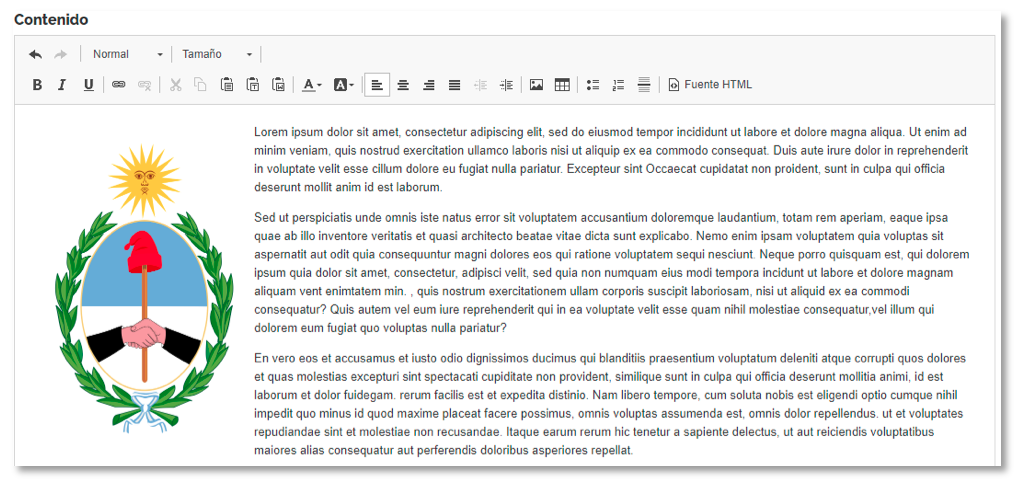 Contenido
Normal Tamaño
B I U A A Fuente HTML
Lorem ipsum dolor sit amet, consectetur adipiscing elit, sed do eiusmod tempor incididunt ut labore et dolore magna aliqua. Ut enim ad
minim veniam, quis nostrud exercitation ullamco laboris nisi ut aliquip ex ea commodo consequat. Duis aute irure dolor in reprehenderit
in voluptate velit esse cillum dolore eu fugiat nulla pariatur. Excepteur sint Occaecat cupidatat non proident, sunt in culpa qui officia
deserunt mollit anim id est laborum.
Sed ut perspiciatis unde omnis iste natus error sit voluptatem accusantium doloremque laudantium, totam rem aperiam, eaque ipsa
quae ab illo inventore veritatis et quasi architecto beatae vitae dicta sunt explicabo. Nemo enim ipsam voluptatem quia voluptas sit
aspernatit aut odit quia consequuntur magni dolores eos qui ratione voluptatem sequi nesciunt. Neque porro quisquam est, qui dolorem
ipsum quia dolor sit amet, consectetur, adipisci velit, sed quia non numquam eius modi tempora incidunt ut labore et dolore magnam
aliquam vent enimtatem min. , quis nostrum exercitationem ullam corporis suscipit laboriosam, nisi ut aliquid ex ea commodi
consequatur? Quis autem vel eum iure reprehenderit qui in ea voluptate velit esse quam nihil molestiae consequatur,vel illum qui
dolorem eum fugiat quo voluptas nulla pariatur?
En vero eos et accusamus et iusto odio dignissimos ducimus qui blanditiis praesentium voluptatum deleniti atque corrupti quos dolores
et quas molestias excepturi sint spectacati cupiditate non provident, similique sunt in culpa qui officia deserunt mollitia animi, id est
laborum et dolor fuidegam. rerum facilis est et expedita distinio. Nam libero tempore, cum soluta nobis est eligendi optio cumque nihil
impedit quo minus id quod maxime placeat facere possimus, omnis voluptas assumenda est, omnis dolor repellendus. ut et voluptates
repudiandae sint et molestiae non recusandae. Itaque earum rerum hic tenetur a sapiente delectus, ut aut reiciendis voluptatibus
maiores alias consequatur aut perferendis doloribus asperiores repellat.